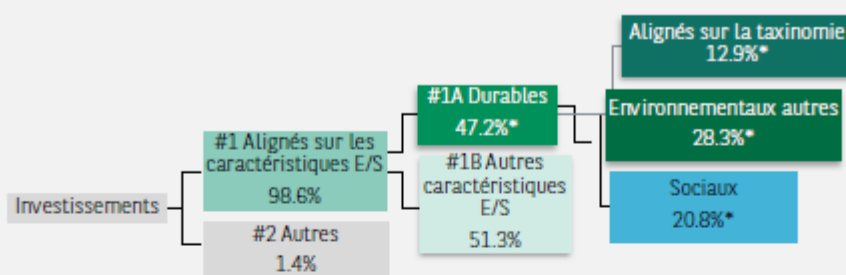 Investissements
#1 Alignés sur les
caractéristiques E/S
98.6%
#2 Autres
1.4%
#1A Durables
47.2%*
#1B Autres
caractéristiques
E/S
51.3%
Alignés sur la taxinomie
12.9%*
Environnementaux autres
28.3%*
Sociaux
20.8%*